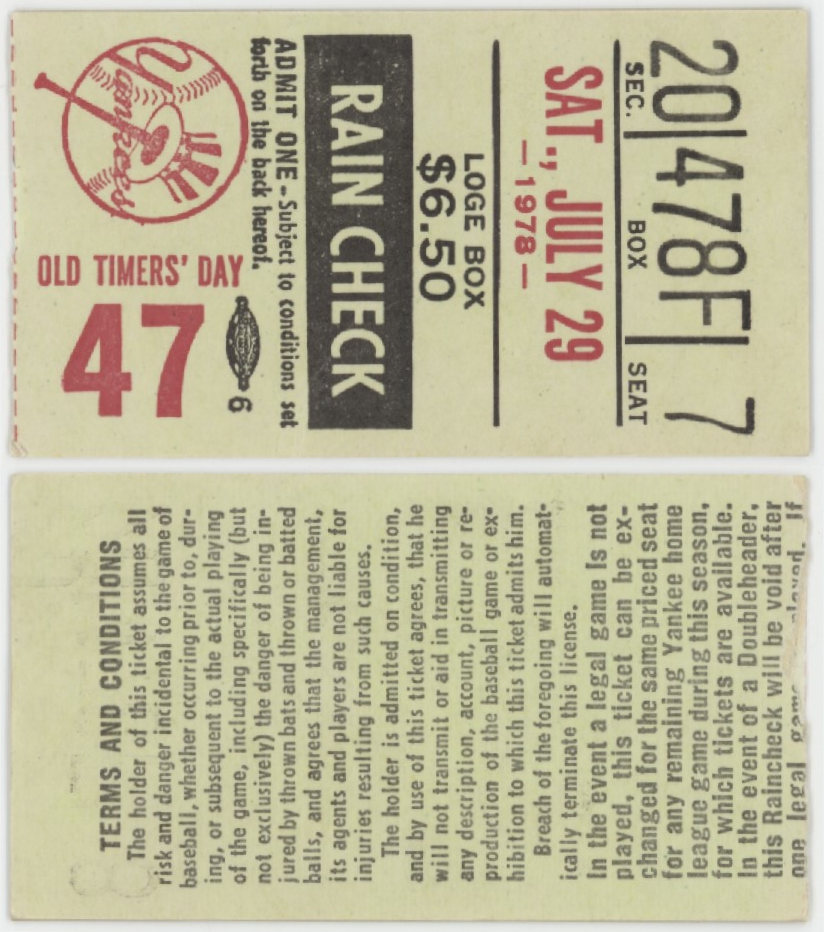 Yankees
OLD TIMERS' DAY
47
6
ADMIT ONE – Subject to conditions set
forth on the back hereof.
RAIN CHECK
LOGE BOX
$6.50
SAT., JULY 29
— 1978 —
SEC. BOX SEAT
20 478F 7
TERMS AND CONDITIONS
The holder of this ticket assumes all
risk and danger incidental to the game of
baseball, whether occurring prior to, dur-
ing, or subsequent to the actual playing
of the game, including specifically (but
not exclusively) the danger of being in-
jured by thrown bats and thrown or batted
balls, and agrees that the management,
its agents and players are not liable for
injuries resulting from such causes.
The holder is admitted on condition,
and by use of this ticket agrees, that he
will not transmit or aid in transmitting
any description, account, picture or re-
production of the baseball game or ex-
hibition to which this ticket admits him.
Breach of the foregoing will automat-
ically terminate this license.
In the event a legal game is not
played, this ticket can be ex-
changed for the same priced seat
for any remaining Yankee home
league game during this season,
for which tickets are available.
In the event of a Doubleheader,
this Raincheck will be void after
one legal game played. If